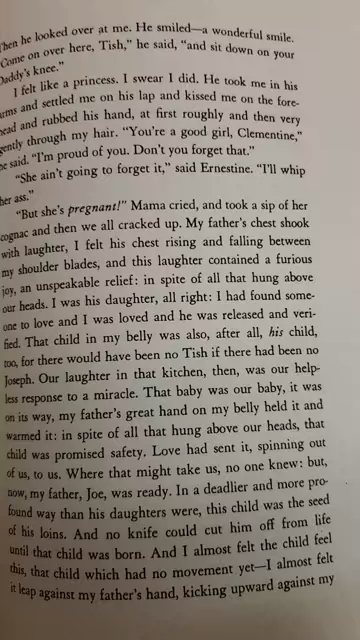 Then he looked over at me. He smiled—a wonderful smile.
"Come on over here, Tish," he said, "and sit down on your
Daddy's knee."
I felt like a princess. I swear I did. He took me in his
arms and settled me on his lap and kissed me on the fore-
head and rubbed his hand, at first roughly and then very
gently through my hair. "You're a good girl, Clementine,"
he said. "I'm proud of you. Don't you forget that."
"She ain't going to forget it," said Ernestine. "I'll whip
her ass."
"But she's pregnant!" Mama cried, and took a sip of her
cognac and then we all cracked up. My father's chest shook
with laughter, I felt his chest rising and falling between
my shoulder blades, and this laughter contained a furious
joy, an unspeakable relief: in spite of all that hung above
our heads. I was his daughter, all right: I had found some-
one to love and I was loved and he was released and veri-
fied. That child in my belly was also, after all, his child,
too, for there would have been no Tish if there had been no
Joseph. Our laughter in that kitchen, then, was our help-
less response to a miracle. That baby was our baby, it was
on its way, my father's great hand on my belly held it and
warmed it: in spite of all that hung above our heads, that
child was promised safety. Love had sent it, spinning out
of us, to us. Where that might take us, no one knew: but,
now, my father, Joe, was ready. In a deadlier and more pro-
found way than his daughters were, this child was the seed
of his loins. And no knife could cut him off from life
until that child was born. And I almost felt the child feel
this, that child which had no movement yet—I almost felt
it leap against my father's hand, kicking upward against my